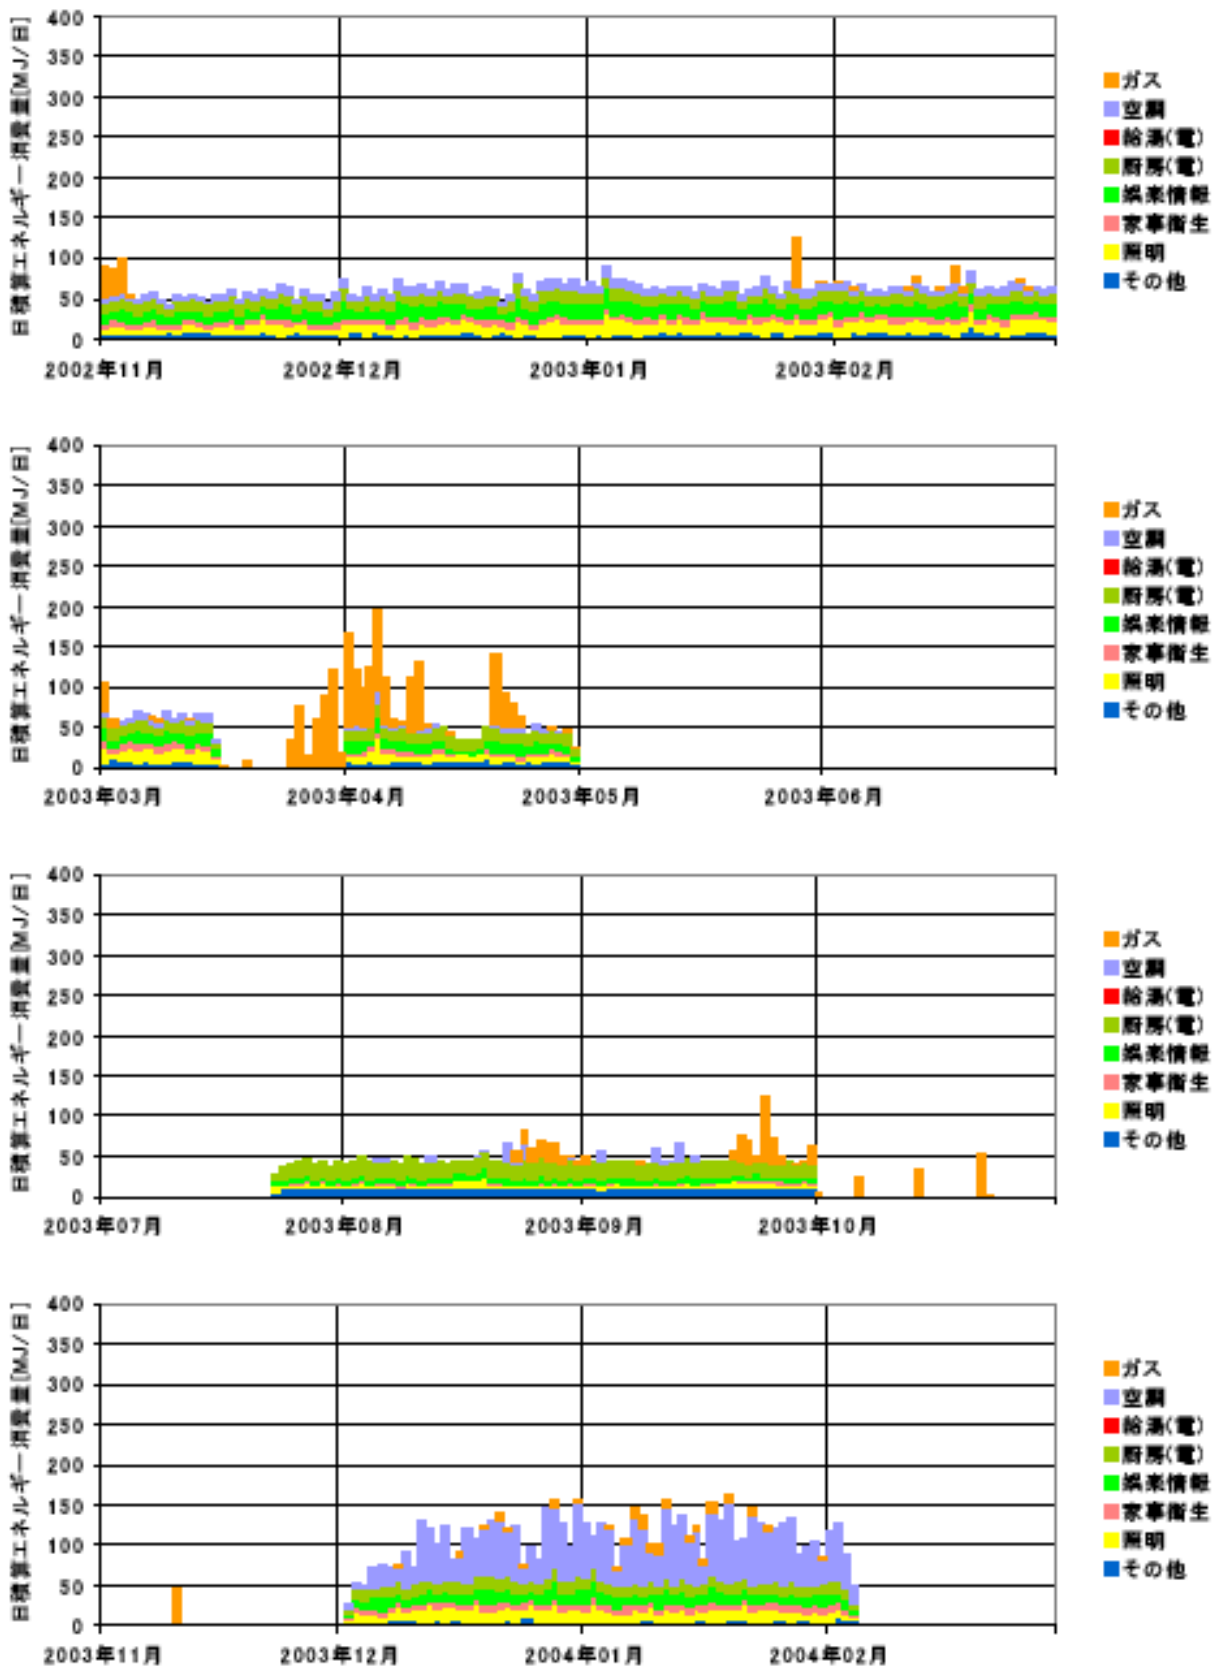 日積算エネルギー消費量[MJ/日]
400
350
300
250
200
150
100
50
0
2002年11月 2002年12月 2003年01月 2003年02月
ガス
空調
給湯(電)
厨房(電)
娯楽情報
家事衛生
照明
その他
日積算エネルギー消費量[MJ/日]
400
350
300
250
200
150
100
50
0
2003年03月 2003年04月 2003年05月 2003年06月
ガス
空調
給湯(電)
厨房(電)
娯楽情報
家事衛生
照明
その他
日積算エネルギー消費量[MJ/日]
400
350
300
250
200
150
100
50
0
2003年07月 2003年08月 2003年09月 2003年10月
ガス
空調
給湯(電)
厨房(電)
娯楽情報
家事衛生
照明
その他
日積算エネルギー消費量[MJ/日]
400
350
300
250
200
150
100
50
0
2003年11月 2003年12月 2004年01月 2004年02月
ガス
空調
給湯(電)
厨房(電)
娯楽情報
家事衛生
照明
その他